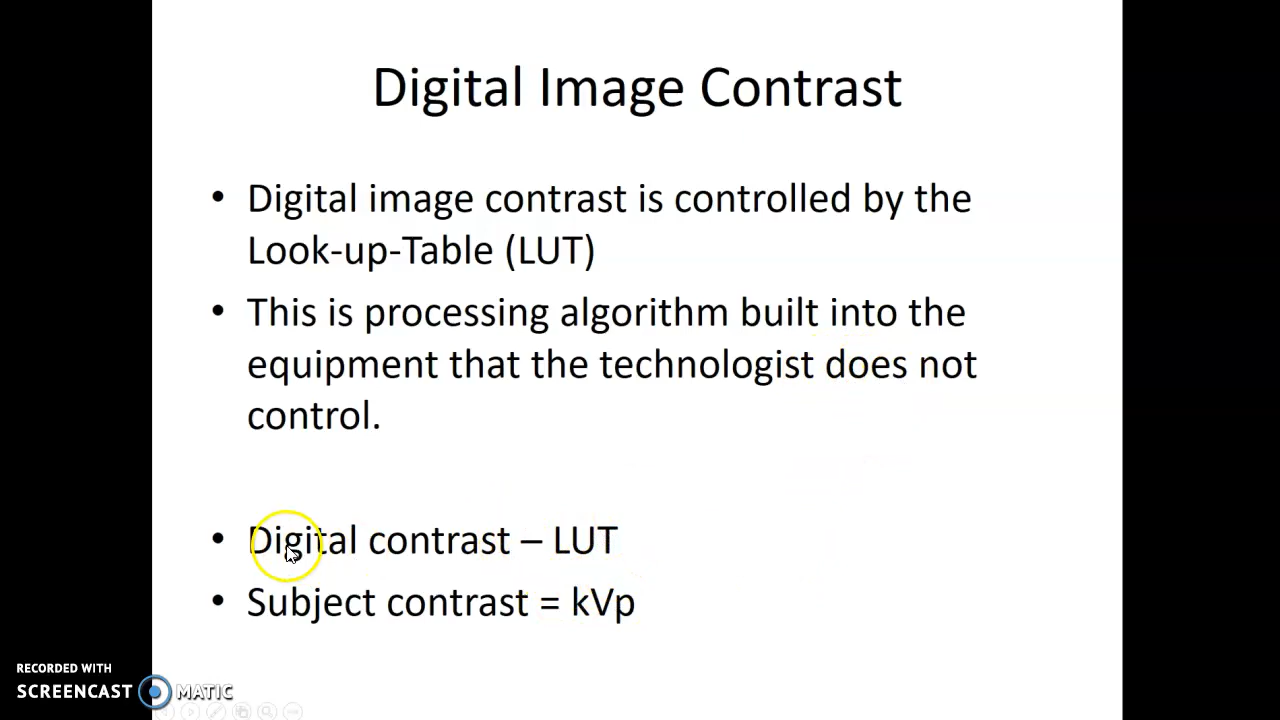 Digital Image Contrast
• Digital image contrast is controlled by the
Look-up-Table (LUT)
• This is processing algorithm built into the
equipment that the technologist does not
control.
• Digital contrast – LUT
• Subject contrast = kVp
RECORDED WITH
SCREENCAST MATIC